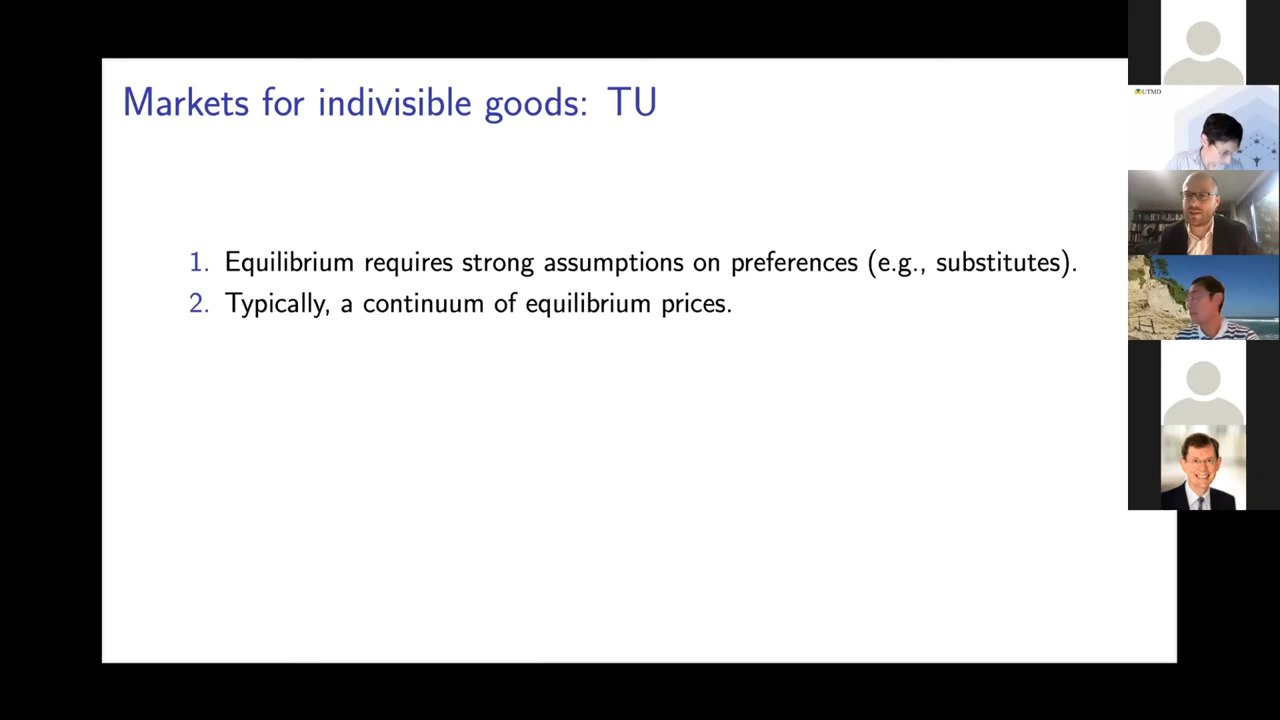 Markets for indivisible goods: TU
1. Equilibrium requires strong assumptions on preferences (e.g., substitutes).
2. Typically, a continuum of equilibrium prices.
UTMD